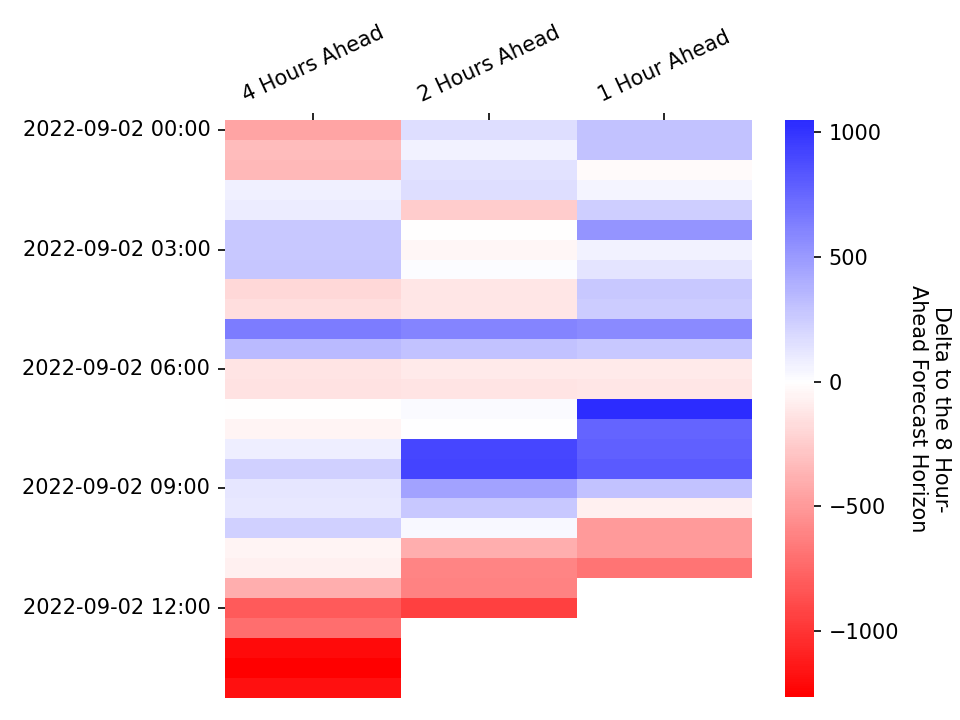 4 Hours Ahead
2 Hours Ahead
1 Hour Ahead
2022-09-02 00:00
2022-09-02 03:00
2022-09-02 06:00
2022-09-02 09:00
2022-09-02 12:00
1000
500
0
−500
−1000
Delta to the 8 Hour-
Ahead Forecast Horizon